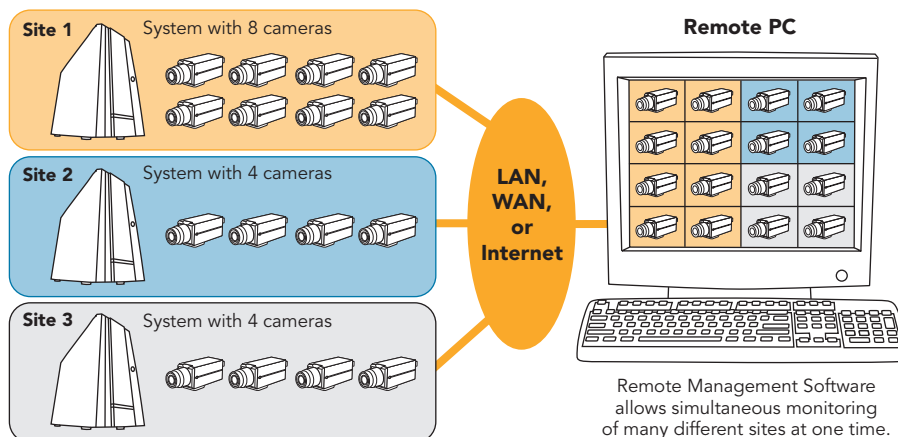 Site 1
System with 8 cameras
Site 2
System with 4 cameras
Site 3
System with 4 cameras
LAN,
WAN,
or
Internet
Remote PC
Remote Management Software
allows simultaneous monitoring
of many different sites at one time.